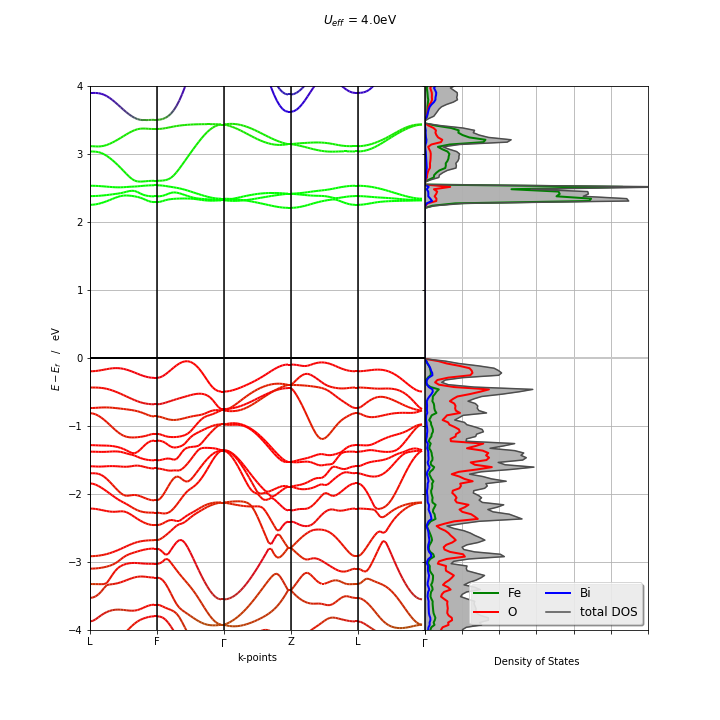 U_eff = 4.0eV
E − E_f / eV
4
3
2
1
0
−1
−2
−3
−4
L F Γ Z L Γ
k-points
Density of States
Fe Bi
O total DOS